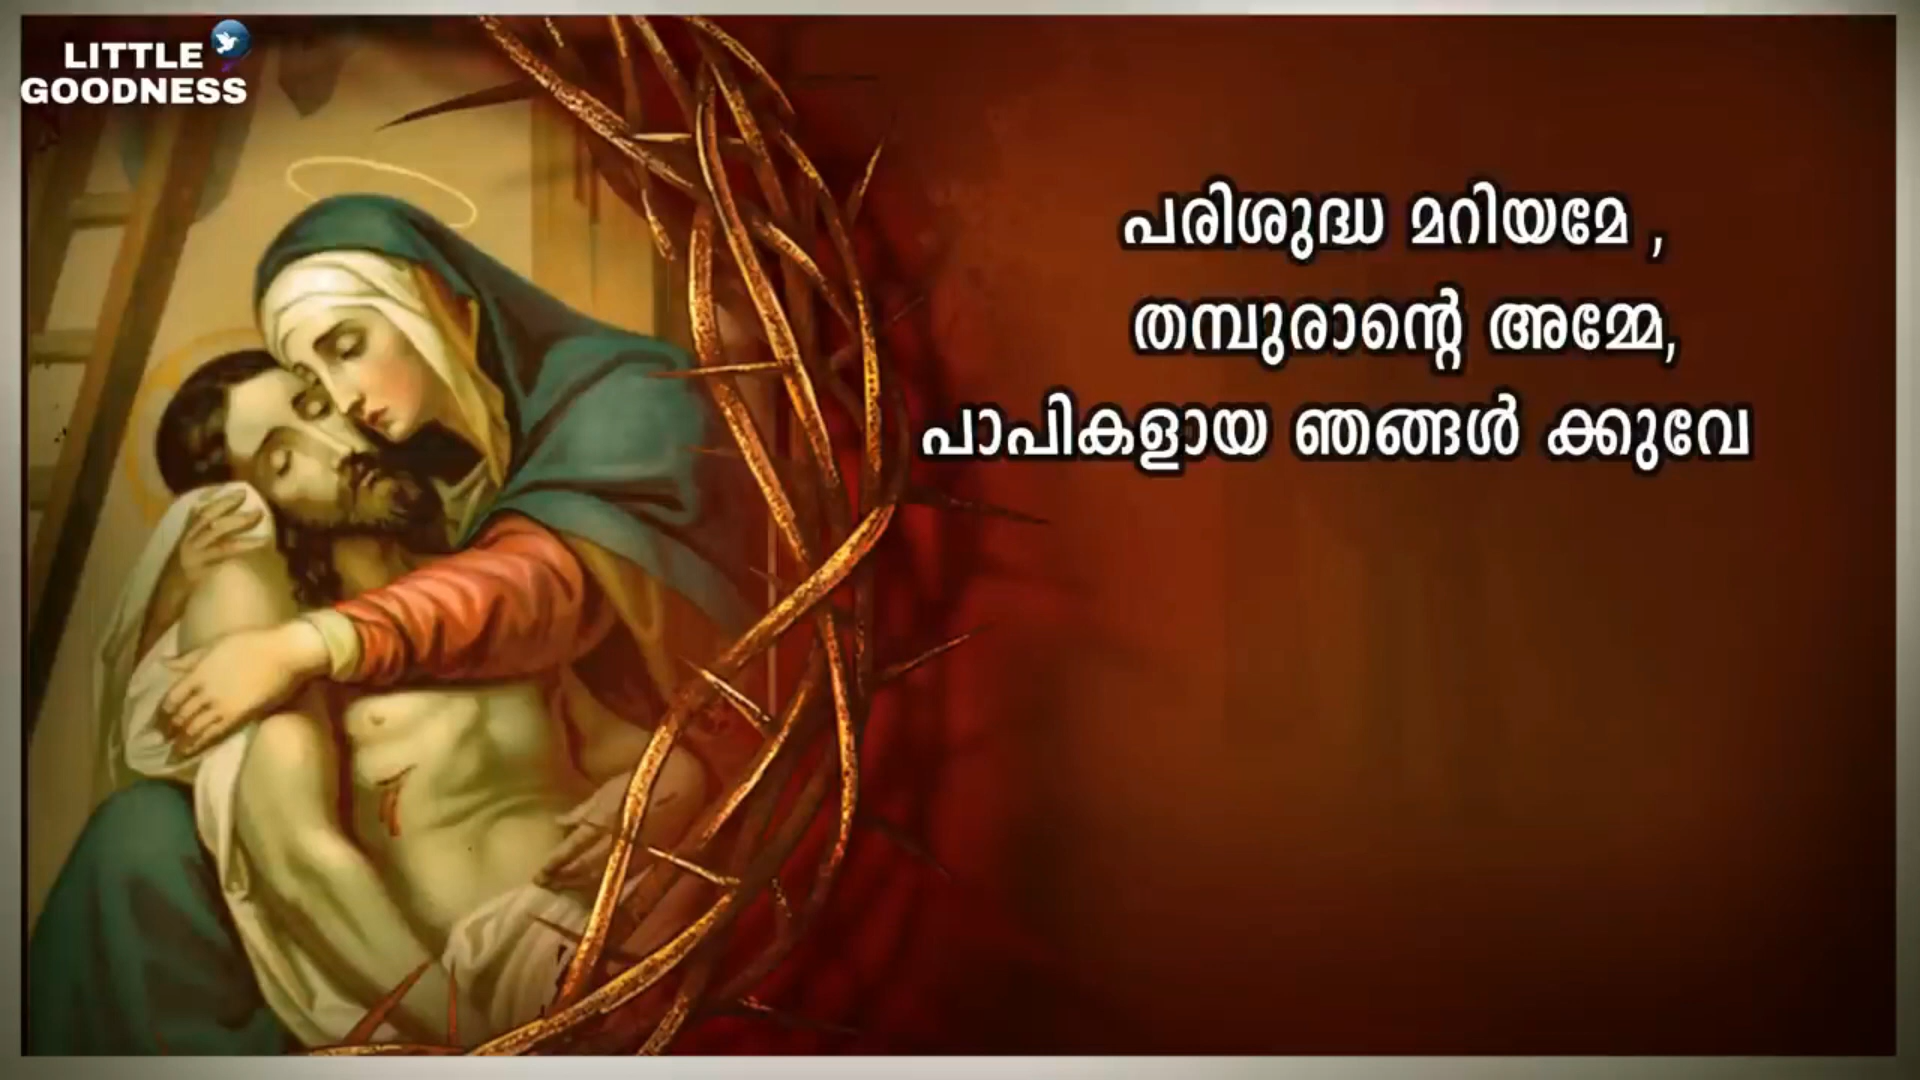 LITTLE
GOODNESS
പരിശുദ്ധ മറിയമേ ,
തമ്പുരാന്റെ അമ്മേ,
പാപികളായ ഞങ്ങൾ ക്കുവേ